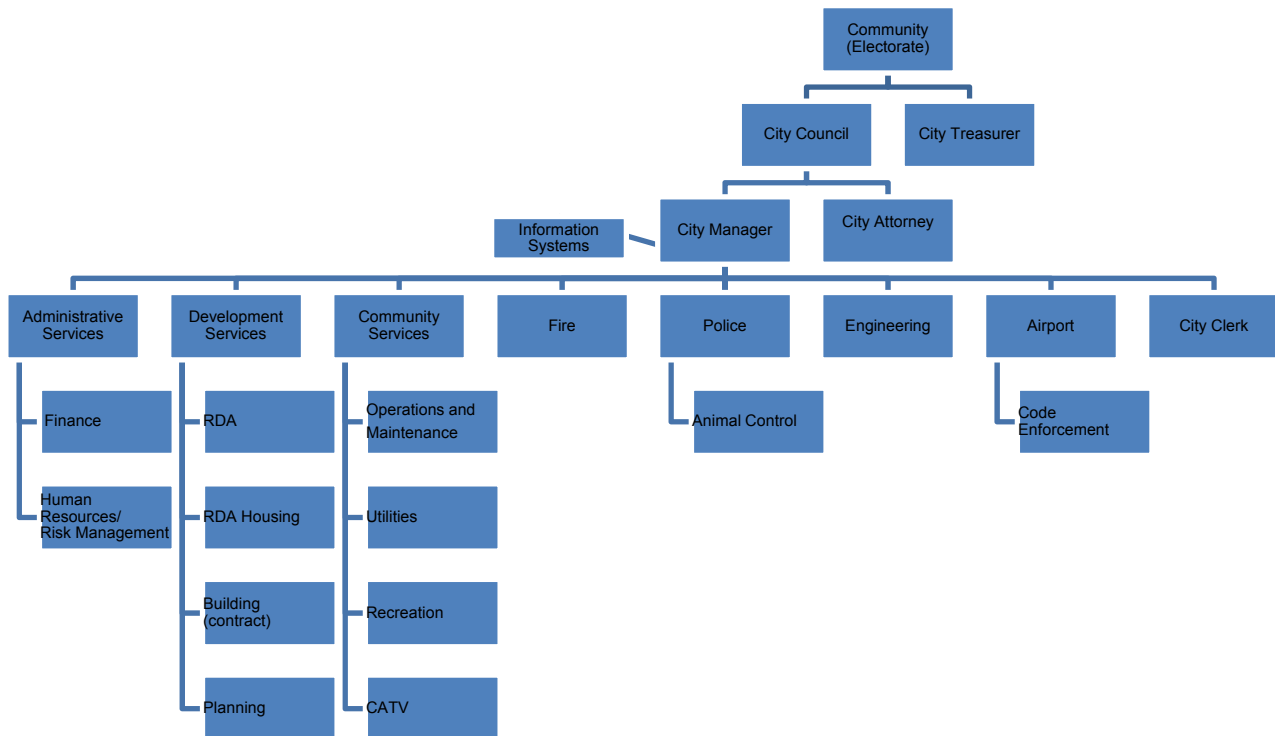 Community
(Electorate)
City Council
City Treasurer
Information
Systems
City Manager
City Attorney
Administrative
Services
Development
Services
Community
Services
Fire
Police
Engineering
Airport
City Clerk
Finance
RDA
Operations and
Maintenance
Animal Control
Code
Enforcement
Human
Resources/
Risk Management
RDA Housing
Utilities
Building
(contract)
Recreation
Planning
CATV